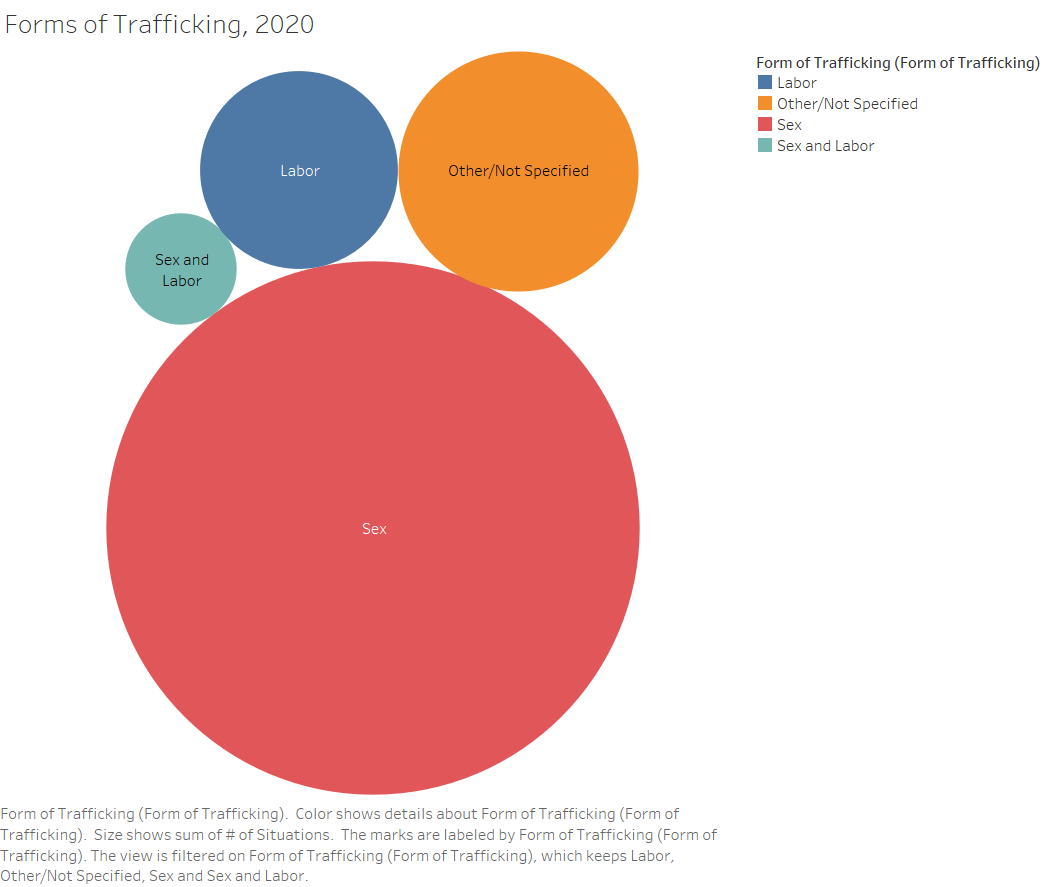 Forms of Trafficking, 2020
Form of Trafficking (Form of Trafficking)
Labor
Other/Not Specified
Sex
Sex and Labor
Labor
Other/Not Specified
Sex and
Labor
Sex
Form of Trafficking (Form of Trafficking).  Color shows details about Form of Trafficking (Form of
Trafficking).  Size shows sum of # of Situations.  The marks are labeled by Form of Trafficking (Form of
Trafficking). The view is filtered on Form of Trafficking (Form of Trafficking), which keeps Labor,
Other/Not Specified, Sex and Sex and Labor.